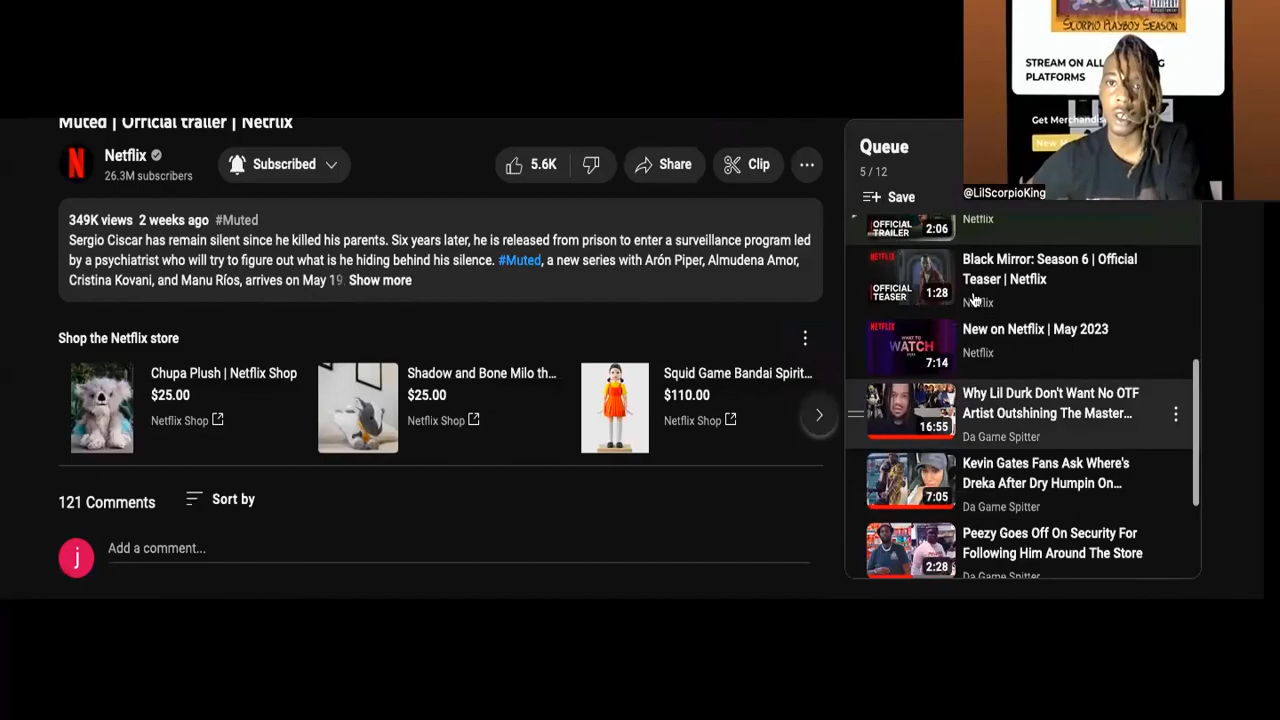 SCORPIO PLAYBOY SEASON
STREAM ON ALL
G
PLATFORMS
Get Merchandis
New
@LilScorpioKing
Muted | Official trailer | Netflix
Netflix
26.3M subscribers
Subscribed
5.6K
Share
Clip
349K views 2 weeks ago #Muted
Sergio Ciscar has remain silent since he killed his parents. Six years later, he is released from prison to enter a surveillance program led
by a psychiatrist who will try to figure out what is he hiding behind his silence. #Muted, a new series with Arón Piper, Almudena Amor,
Cristina Kovani, and Manu Ríos, arrives on May 19. Show more
Shop the Netflix store
Chupa Plush | Netflix Shop
$25.00
Netflix Shop
Shadow and Bone Milo th...
$25.00
Netflix Shop
Squid Game Bandai Spirit...
$110.00
Netflix Shop
121 Comments
Sort by
j
Add a comment...
Queue
5 / 12
Save
OFFICIAL
TRAILER
2:06
Netflix
NETFLIX
OFFICIAL
TEASER
1:28
Black Mirror: Season 6 | Official
Teaser | Netflix
Netflix
NETFLIX
WHAT TO
WATCH
7:14
New on Netflix | May 2023
Netflix
16:55
Why Lil Durk Don't Want No OTF
Artist Outshining The Master...
Da Game Spitter
7:05
Kevin Gates Fans Ask Where's
Dreka After Dry Humpin On...
Da Game Spitter
2:28
Peezy Goes Off On Security For
Following Him Around The Store
Da Game Spitter